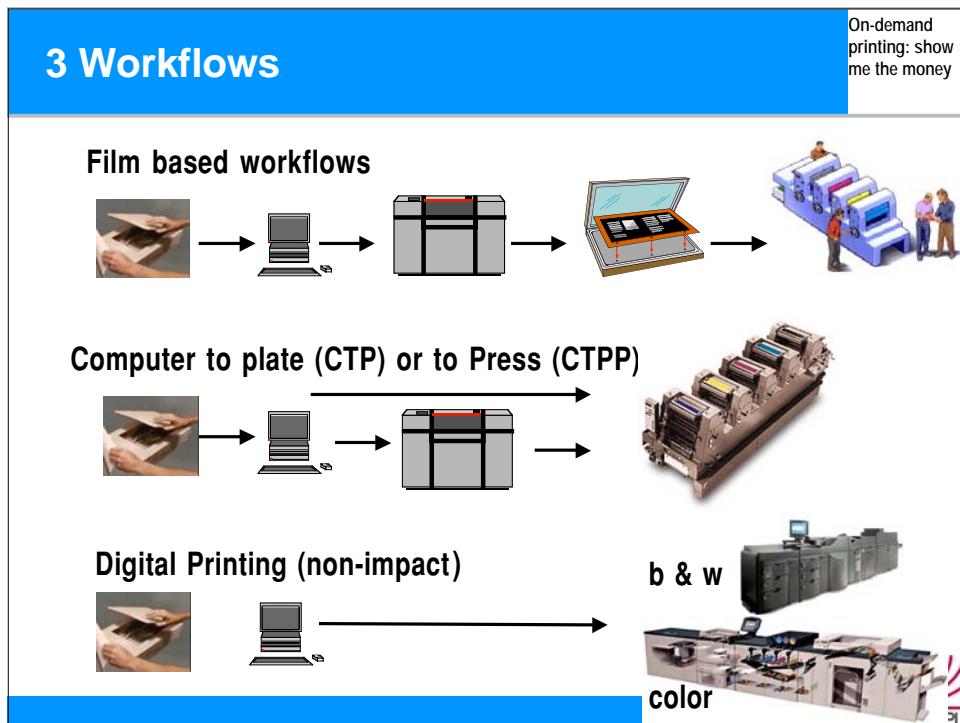 3 Workflows
On-demand
printing: show
me the money
Film based workflows
Computer to plate (CTP) or to Press (CTPP)
Digital Printing (non-impact)
b & w
color